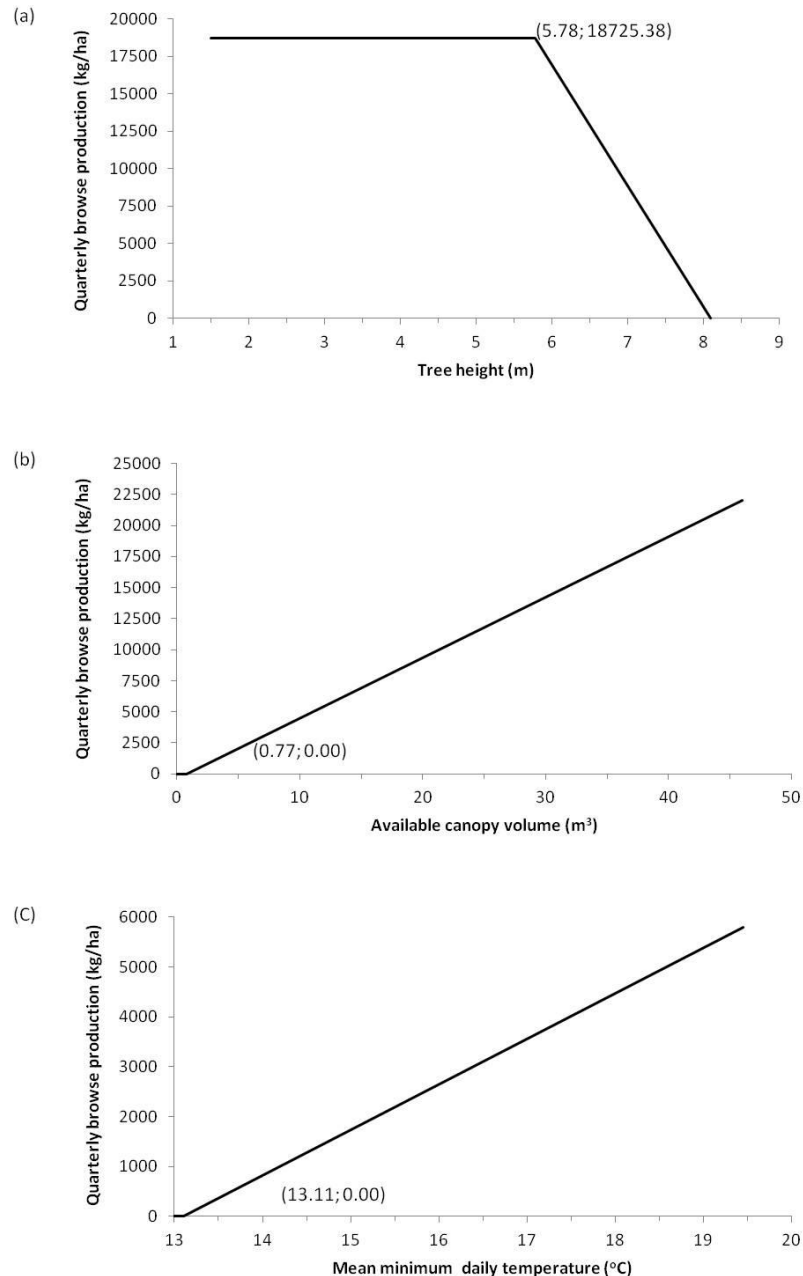 (a)
Quarterly browse production (kg/ha)
20000
17500
15000
12500
10000
7500
5000
2500
0
(5.78; 18725.38)
1 2 3 4 5 6 7 8 9
Tree height (m)
(b)
Quarterly browse production (kg/ha)
25000
22500
20000
17500
15000
12500
10000
7500
5000
2500
0
(0.77; 0.00)
0 10 20 30 40 50
Available canopy volume (m³)
(C)
Quarterly browse production (kg/ha)
6000
5000
4000
3000
2000
1000
0
(13.11; 0.00)
13 14 15 16 17 18 19 20
Mean minimum daily temperature (°C)